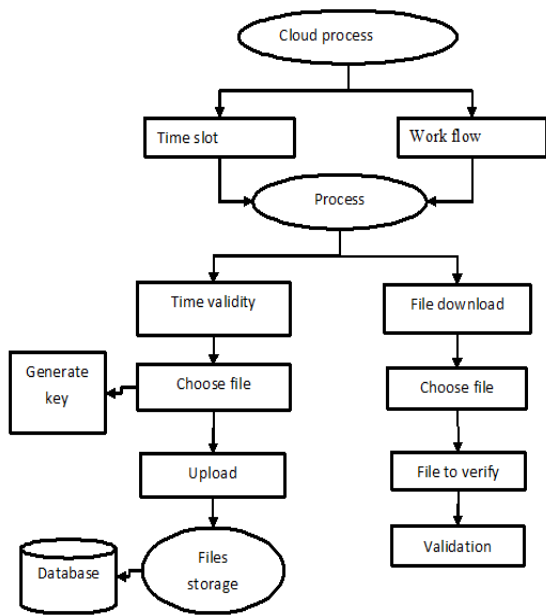 Cloud process
Time slot
Work flow
Process
Time validity
File download
Generate
key
Choose file
Choose file
Upload
File to verify
Files
storage
Database
Validation